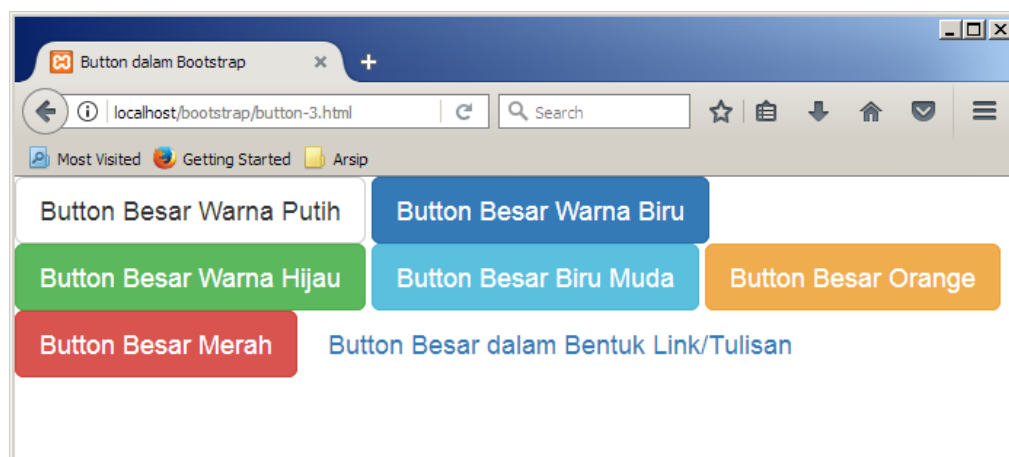 Button dalam Bootstrap
localhost/bootstrap/button-3.html Search
Most Visited Getting Started Arsip
Button Besar Warna Putih Button Besar Warna Biru
Button Besar Warna Hijau Button Besar Biru Muda Button Besar Orange
Button Besar Merah Button Besar dalam Bentuk Link/Tulisan